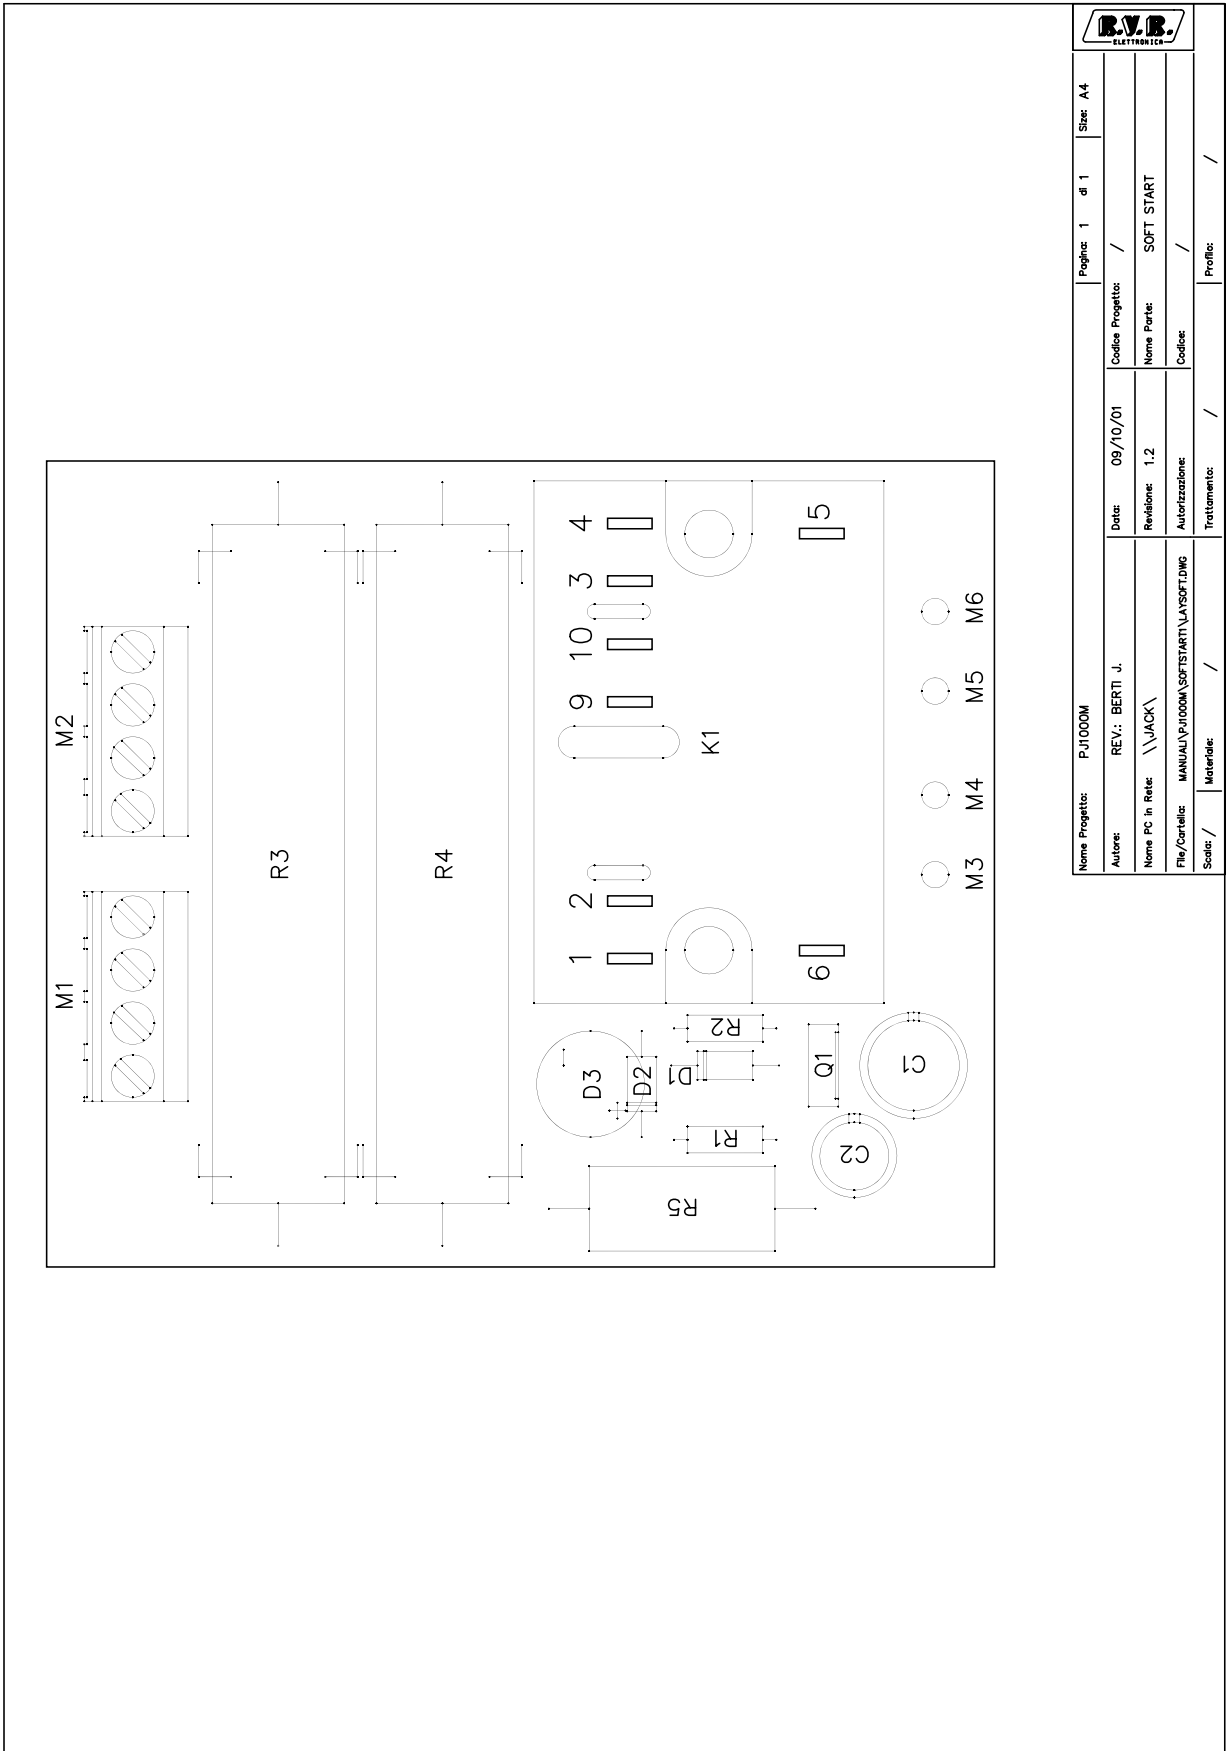 R.V.R.
ELETTRONICA
Nome Progetto: PJ1000M
Pagina: 1 di 1
Size: A4
Autore: REV.: BERTI J.
Data: 09/10/01
Codice Progetto: /
Nome PC in Rete: \\JACK\
Revisione: 1.2
Nome Parte: SOFT START
File/Cartella: MANUALI\PJ1000M\SOFTSTART1\LAYSOFT.DWG
Autorizzazione:
Codice: /
Scala: /
Materiale: /
Trattamento: /
Profilo: /
M1
M2
R3
R4
1
2
9
10
3
4
K1
6
5
M3
M4
M5
M6
D3
D2
D1
R2
R1
R5
Q1
C1
C2